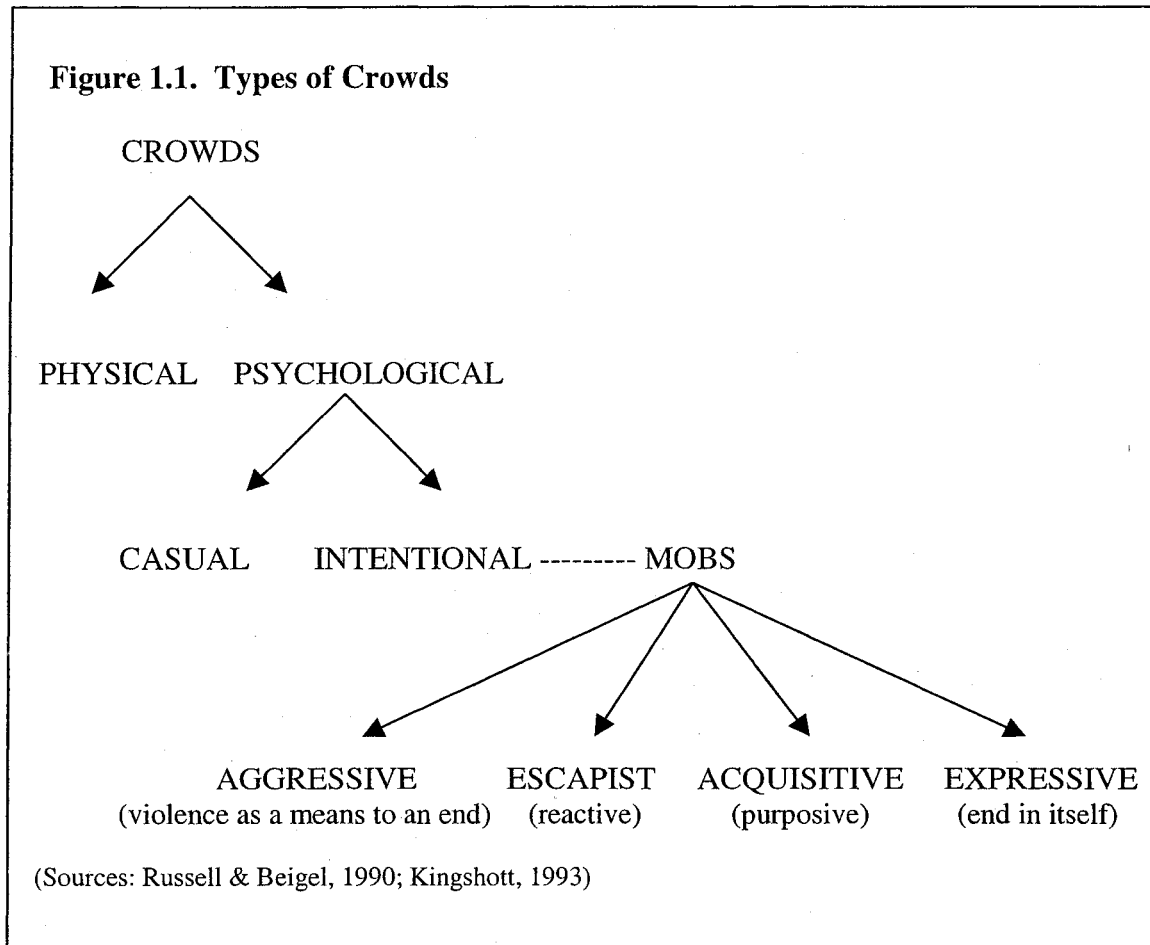 Figure 1.1. Types of Crowds
CROWDS
PHYSICAL PSYCHOLOGICAL
CASUAL INTENTIONAL --------- MOBS
AGGRESSIVE ESCAPIST ACQUISITIVE EXPRESSIVE
(violence as a means to an end) (reactive) (purposive) (end in itself)
(Sources: Russell & Beigel, 1990; Kingshott, 1993)